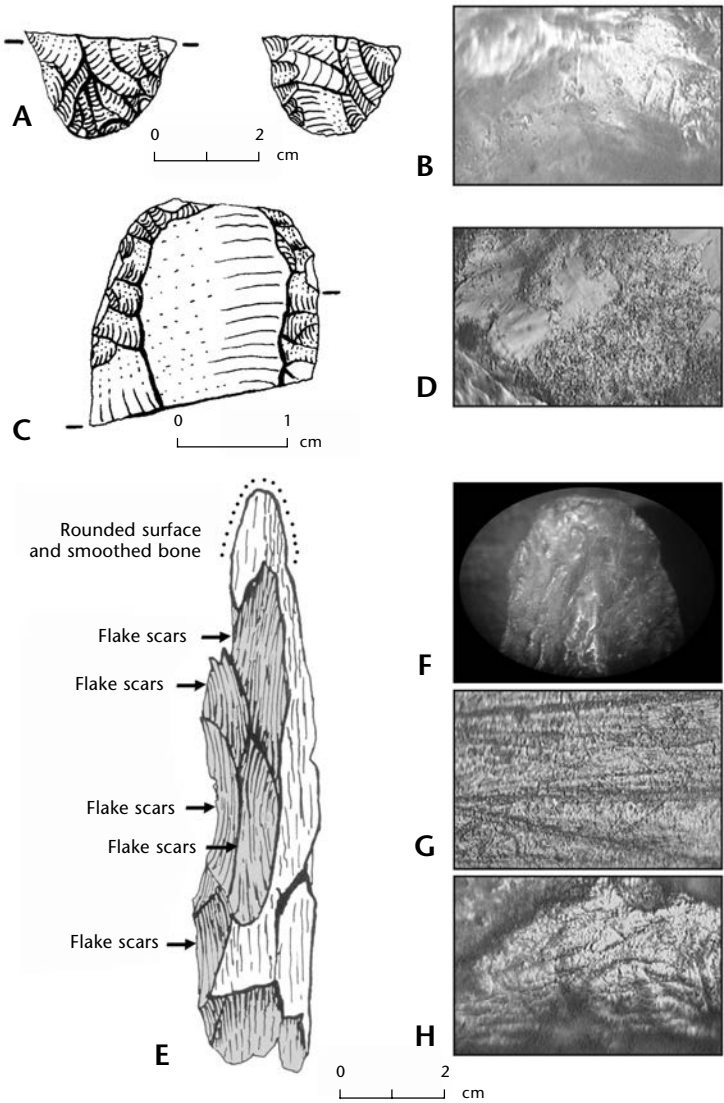 A
0 2
cm
B
C
0 1
cm
D
Rounded surface
and smoothed bone
Flake scars
Flake scars
Flake scars
Flake scars
Flake scars
E
F
G
H
0 2
cm